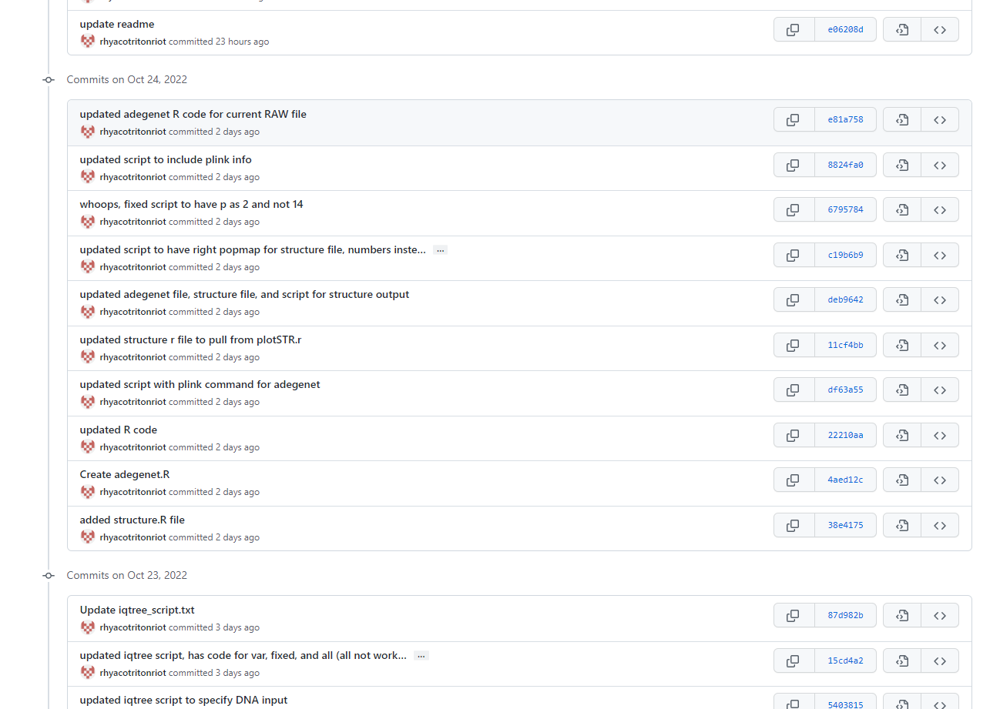 update readme
rhyacotritonriot committed 23 hours ago
e06208d
Commits on Oct 24, 2022
updated adegenet R code for current RAW file
rhyacotritonriot committed 2 days ago
e81a758
updated script to include plink info
rhyacotritonriot committed 2 days ago
8824fa0
whoops, fixed script to have p as 2 and not 14
rhyacotritonriot committed 2 days ago
6795784
updated script to have right popmap for structure file, numbers inste… …
rhyacotritonriot committed 2 days ago
c19b6b9
updated adegenet file, structure file, and script for structure output
rhyacotritonriot committed 2 days ago
deb9642
updated structure r file to pull from plotSTR.r
rhyacotritonriot committed 2 days ago
11cf4bb
updated script with plink command for adegenet
rhyacotritonriot committed 2 days ago
df63a55
updated R code
rhyacotritonriot committed 2 days ago
22210aa
Create adegenet.R
rhyacotritonriot committed 2 days ago
4aed12c
added structure.R file
rhyacotritonriot committed 2 days ago
38e4175
Commits on Oct 23, 2022
Update iqtree_script.txt
rhyacotritonriot committed 3 days ago
87d982b
updated iqtree script, has code for var, fixed, and all (all not work… …
rhyacotritonriot committed 3 days ago
15cd4a2
updated iqtree script to specify DNA input
5403815